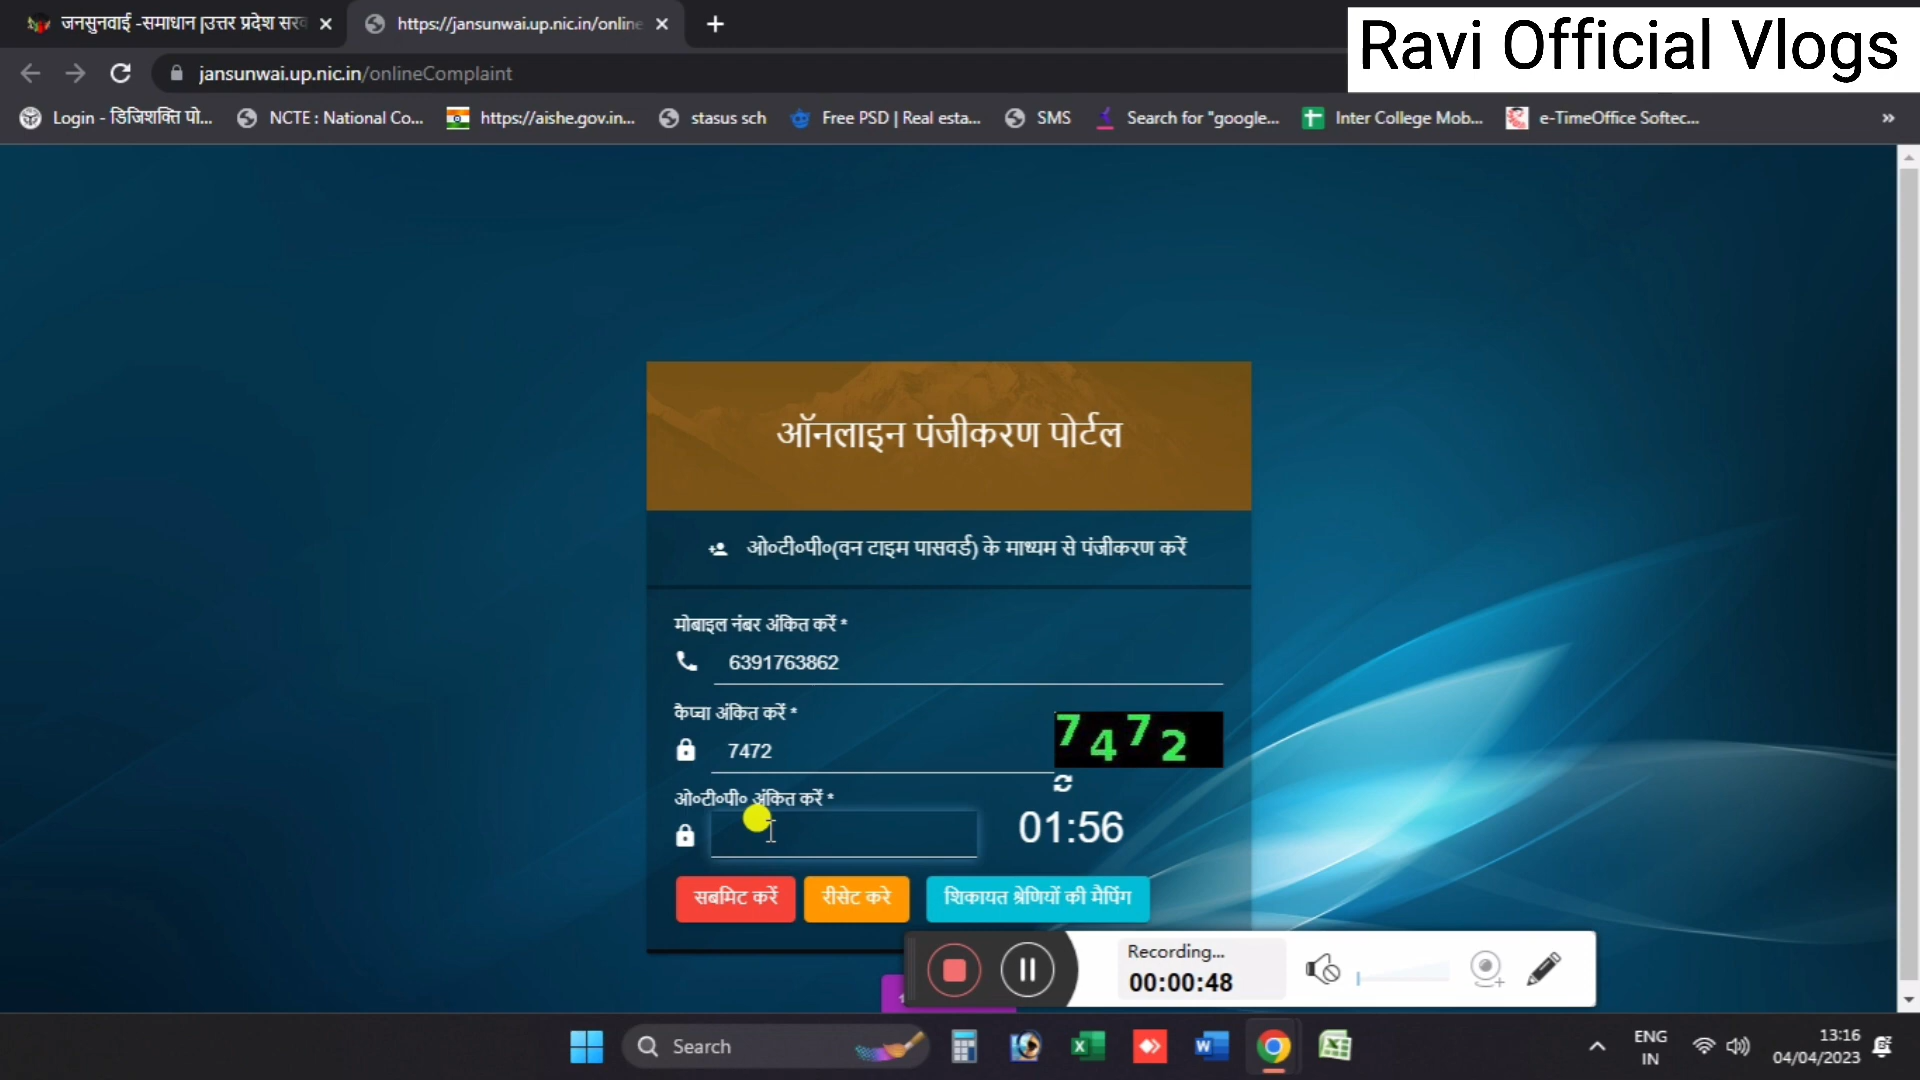 जनसुनवाई -समाधान |उत्तर प्रदेश सरव
https://jansunwai.up.nic.in/online
Ravi Official Vlogs
jansunwai.up.nic.in/onlineComplaint
Login - डिजिशक्ति पो...
NCTE : National Co...
https://aishe.gov.in...
stasus sch
Free PSD | Real esta...
SMS
Search for "google...
Inter College Mob...
e-TimeOffice Softec...
»
ऑनलाइन पंजीकरण पोर्टल
ओ०टी०पी०(वन टाइम पासवर्ड) के माध्यम से पंजीकरण करें
मोबाइल नंबर अंकित करें *
6391763862
कैप्चा अंकित करें *
7472
7472
ओ०टी०पी० अंकित करें *
01:56
सबमिट करें
रीसेट करे
शिकायत श्रेणियों की मैपिंग
Recording...
00:00:48
Search
ENG
IN
13:16
04/04/2023